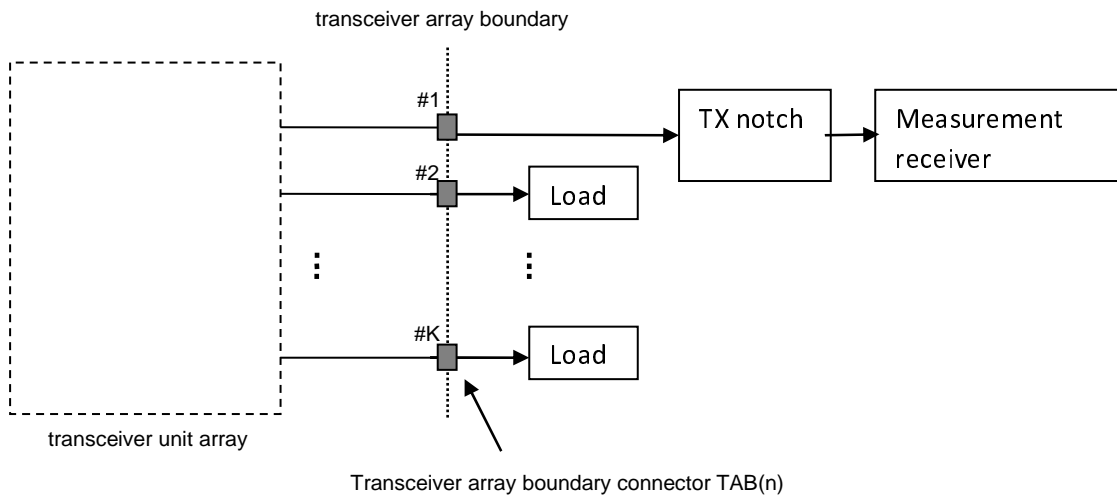 transceiver array boundary
#1
TX notch
Measurement
receiver
#2
Load
#K
Load
transceiver unit array
Transceiver array boundary connector TAB(n)